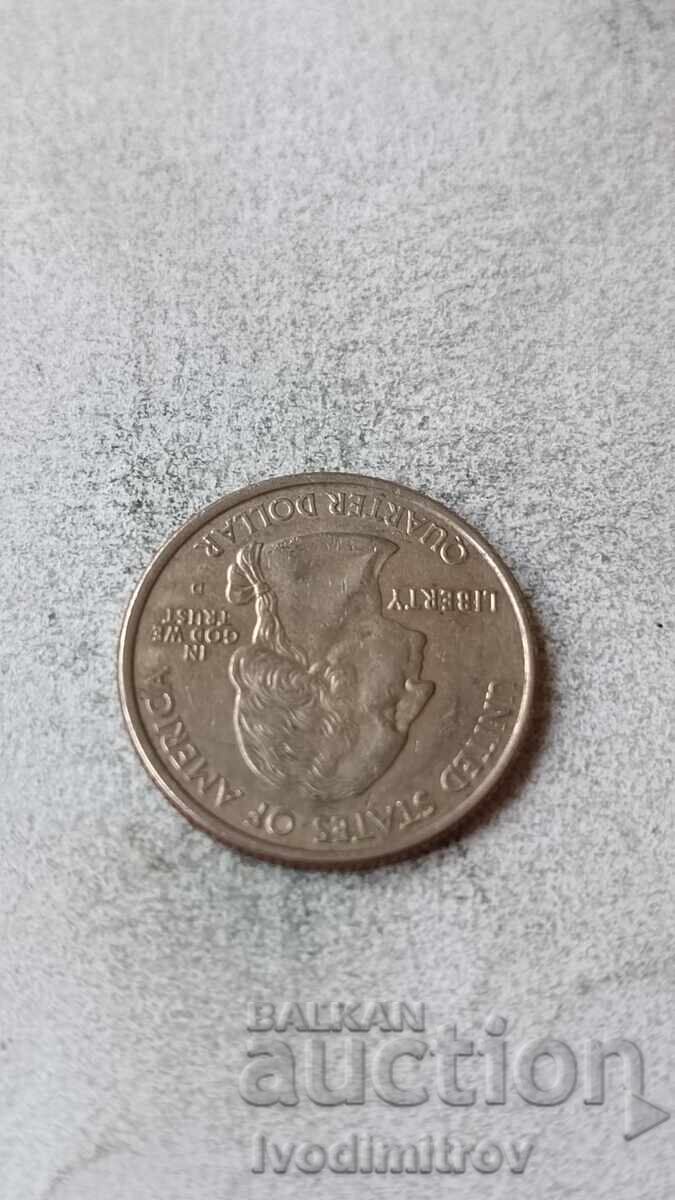 UNITED STATES OF AMERICA
LIBERTY
IN
GOD WE
TRUST
D
QUARTER DOLLAR
BALKAN
auction
Ivodimitrov